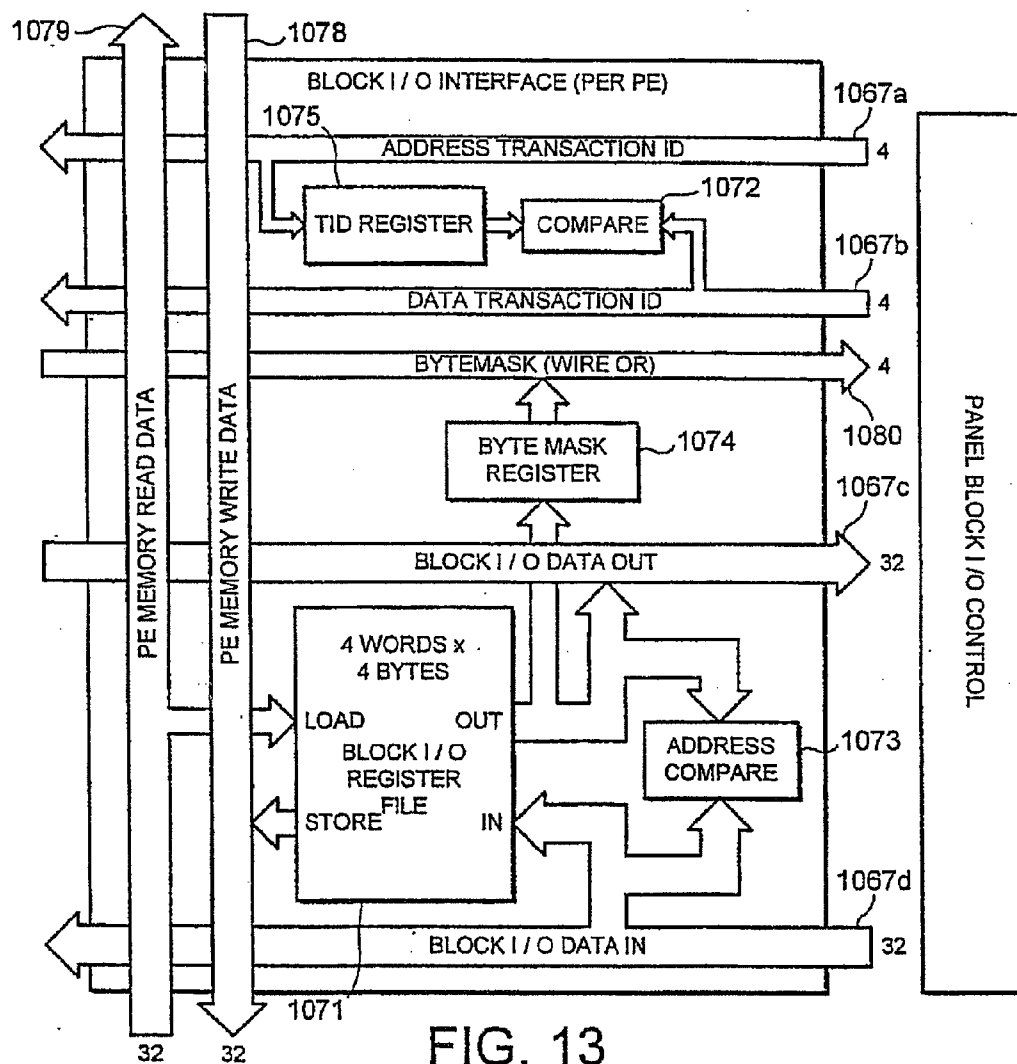 1079
1078
BLOCK I / O INTERFACE (PER PE)
1067a
1075
ADDRESS TRANSACTION ID
4
1072
TID REGISTER
COMPARE
1067b
DATA TRANSACTION ID
4
BYTEMASK (WIRE OR)
4
1080
BYTE MASK
REGISTER
1074
1067c
BLOCK I / O DATA OUT
32
PE MEMORY READ DATA
PE MEMORY WRITE DATA
PANEL BLOCK I /O CONTROL
4 WORDS x
4 BYTES
LOAD
OUT
BLOCK I / O
REGISTER
FILE
STORE
IN
ADDRESS
COMPARE
1073
1067d
BLOCK I / O DATA IN
32
1071
32
32
FIG. 13